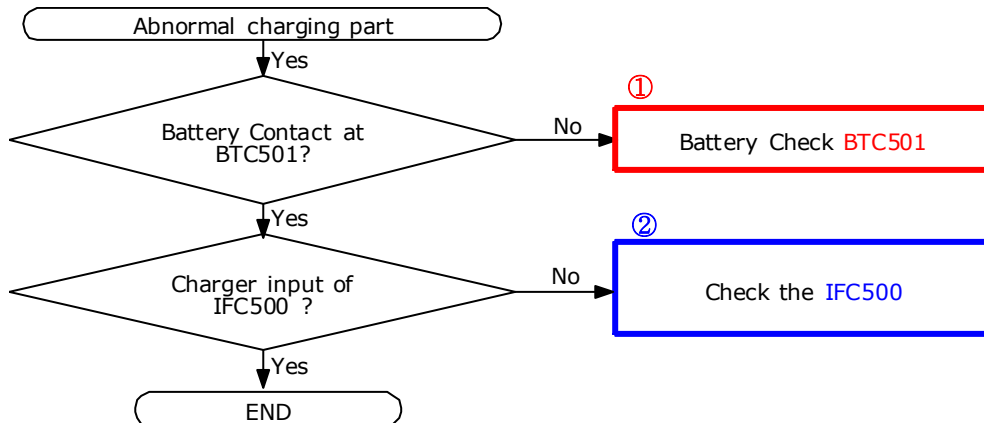 Abnormal charging part
Yes
①
Battery Contact at
BTC501?
No
Battery Check BTC501
Yes
②
Charger input of
IFC500 ?
No
Check the IFC500
Yes
END